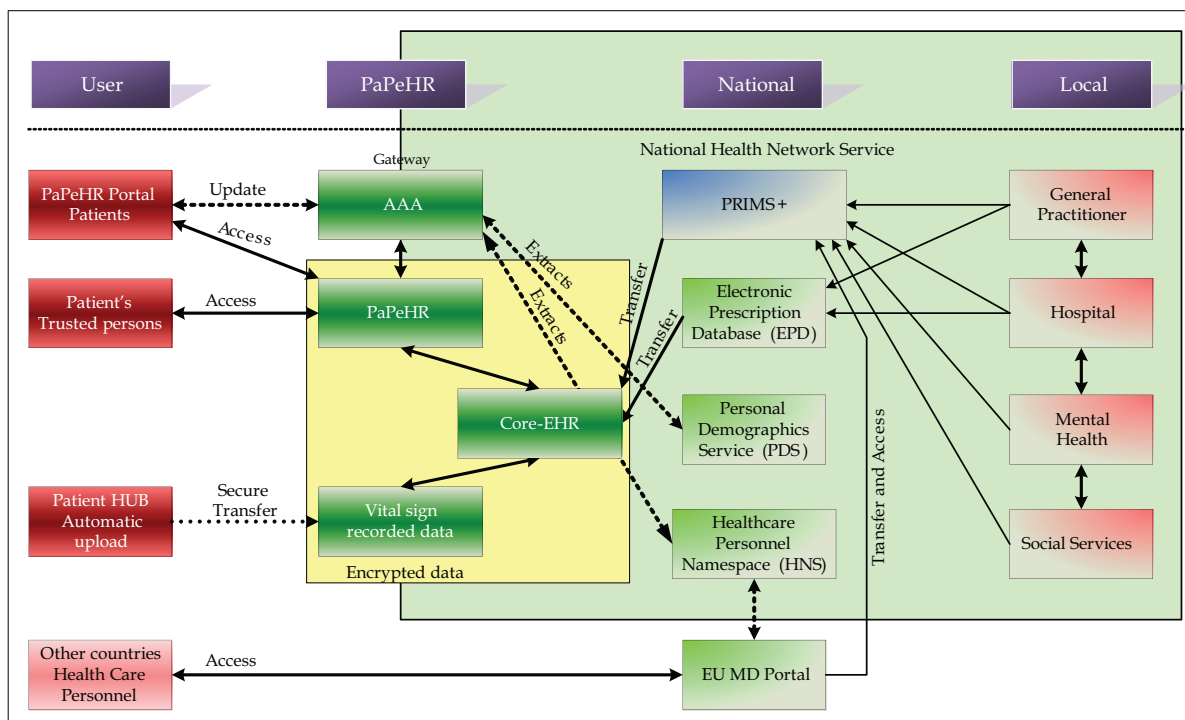 User
PaPeHR
National
Local
National Health Network Service
Gateway
PaPeHR Portal
Patients
Update
AAA
PRIMS+
General
Practitioner
Access
Extracts
Extracts
Transfer
Transfer
Patient's
Trusted persons
Access
PaPeHR
Electronic
Prescription
Database (EPD)
Hospital
Core-EHR
Personal
Demographics
Service (PDS)
Mental
Health
Transfer and Access
Patient HUB
Automatic
upload
Secure
Transfer
Vital sign
recorded data
Healthcare
Personnel
Namespace (HNS)
Social Services
Encrypted data
Other countries
Health Care
Personnel
Access
EU MD Portal